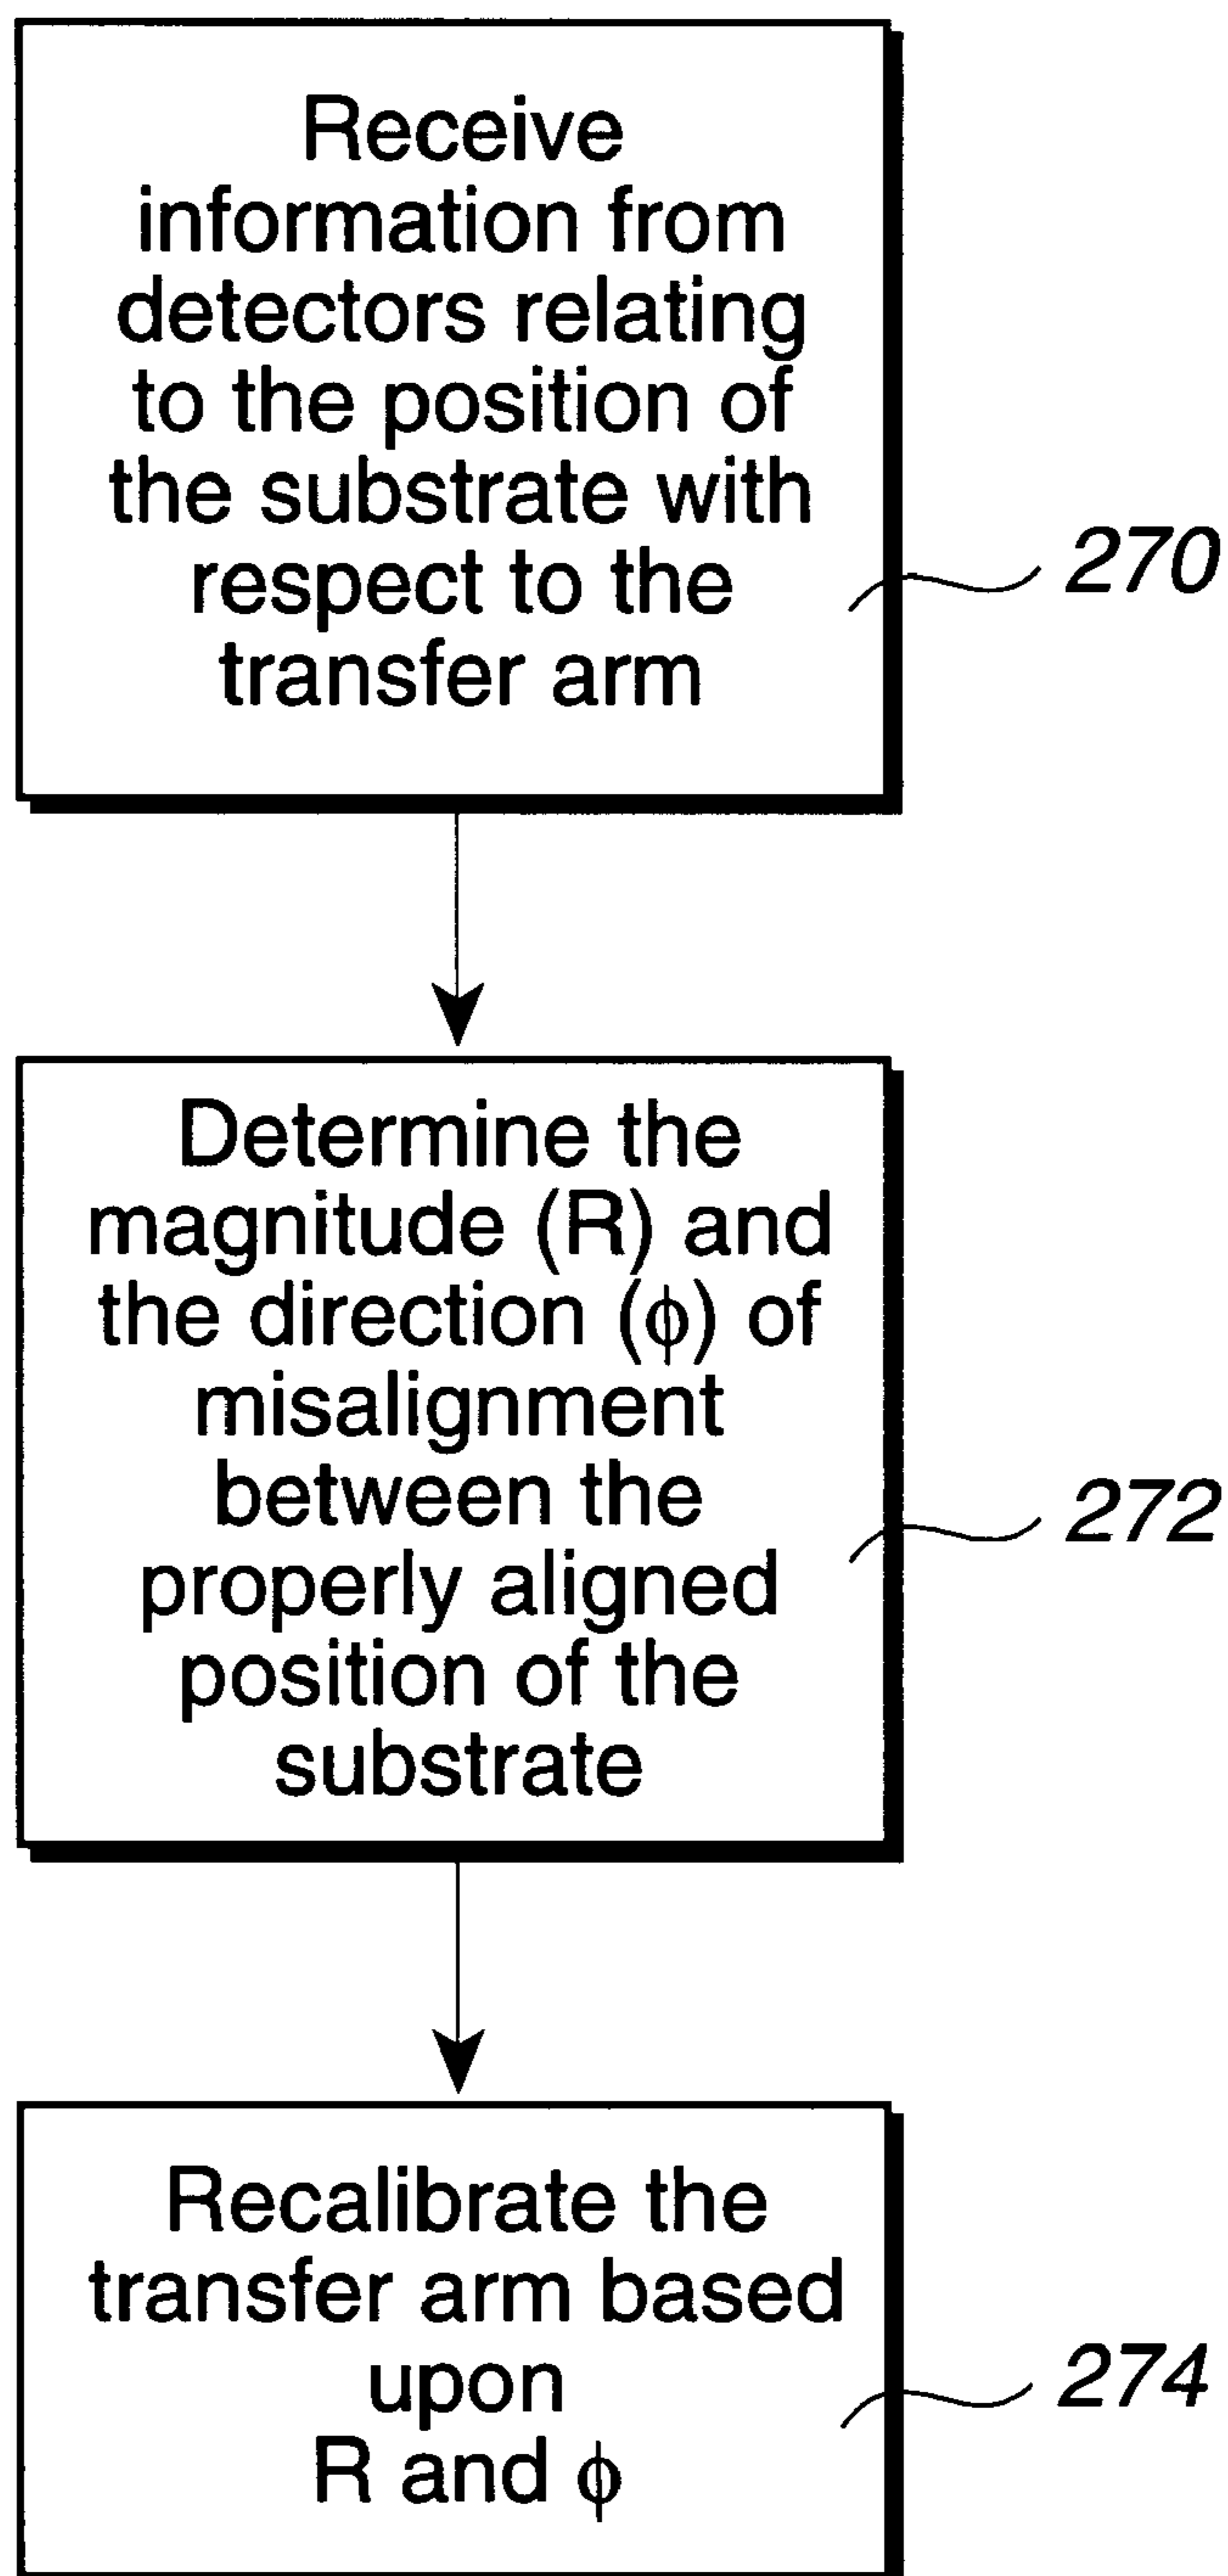 Receive
information from
detectors relating
to the position of
the substrate with
respect to the
transfer arm
270
Determine the
magnitude (R) and
the direction (ϕ) of
misalignment
between the
properly aligned
position of the
substrate
272
Recalibrate the
transfer arm based
upon
R and ϕ
274